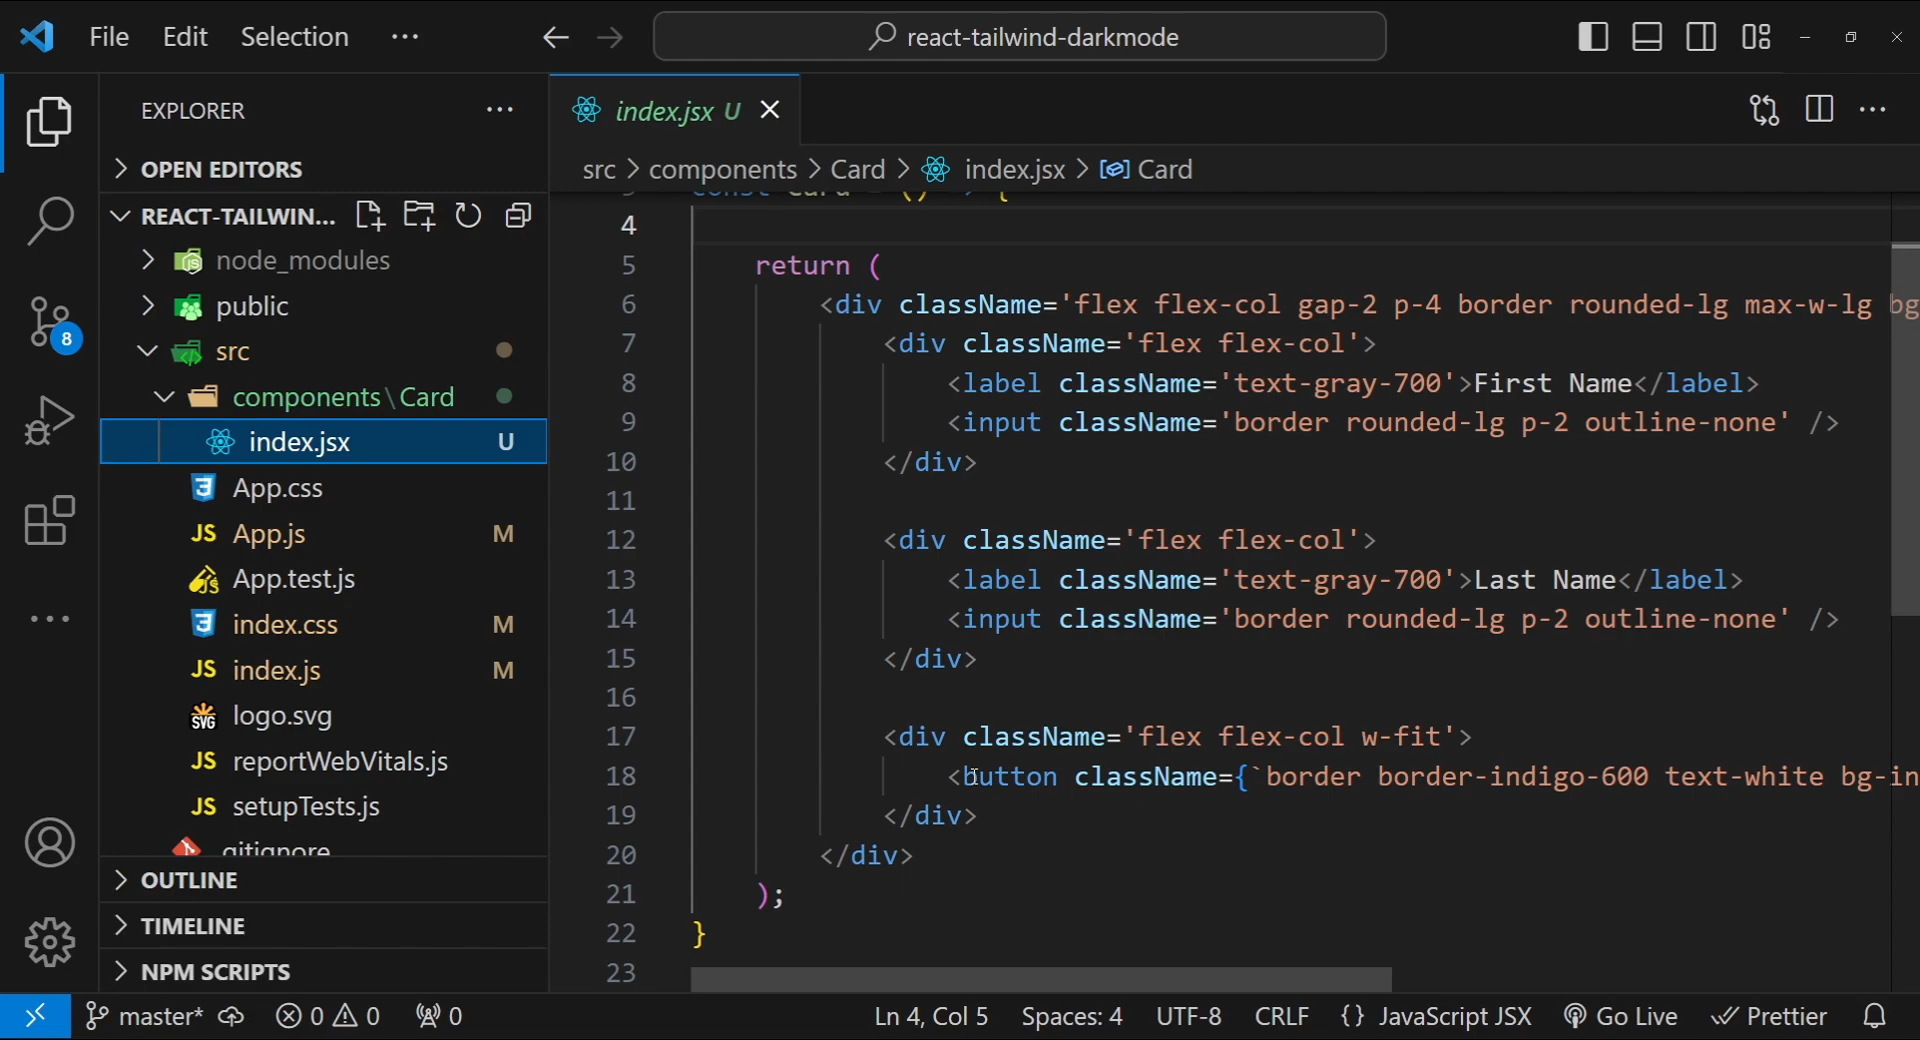 File Edit Selection ··· react-tailwind-darkmode
EXPLORER
OPEN EDITORS
REACT-TAILWIN...
node_modules
public
src
components\Card
index.jsx U
App.css
App.js M
App.test.js
index.css M
index.js M
logo.svg
reportWebVitals.js
setupTests.js
.gitignore
OUTLINE
TIMELINE
NPM SCRIPTS
index.jsx U
src > components > Card > index.jsx > Card
3 const Card = () => {
4
5 return (
6 <div className='flex flex-col gap-2 p-4 border rounded-lg max-w-lg bg
7 <div className='flex flex-col'>
8 <label className='text-gray-700'>First Name</label>
9 <input className='border rounded-lg p-2 outline-none' />
10 </div>
11
12 <div className='flex flex-col'>
13 <label className='text-gray-700'>Last Name</label>
14 <input className='border rounded-lg p-2 outline-none' />
15 </div>
16
17 <div className='flex flex-col w-fit'>
18 <button className={`border border-indigo-600 text-white bg-in
19 </div>
20 </div>
21 );
22 }
23
8
master* 0 0 0 Ln 4, Col 5 Spaces: 4 UTF-8 CRLF {} JavaScript JSX Go Live Prettier